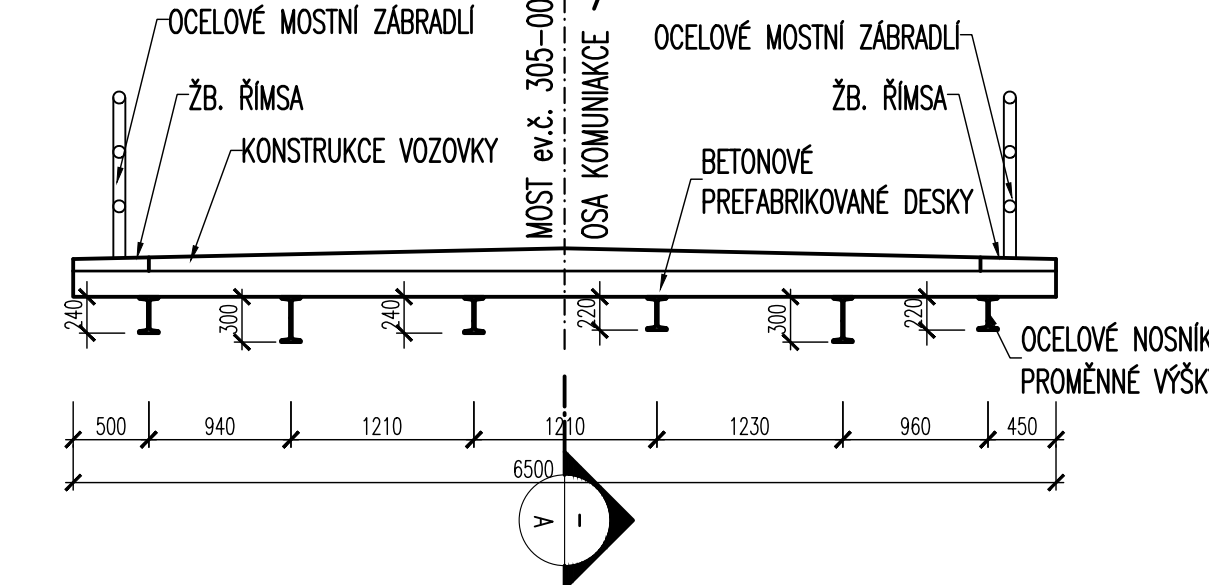 OCELOVÉ MOSTNÍ ZÁBRADLÍ
ŽB. ŘÍMSA
KONSTRUKCE VOZOVKY
MOST ev.č. 305-00
OSA KOMUNIAKCE
OCELOVÉ MOSTNÍ ZÁBRADLÍ
ŽB. ŘÍMSA
BETONOVÉ
PREFABRIKOVANÉ DESKY
240
300
240
220
300
220
OCELOVÉ NOSNÍK
PROMĚNNÉ VÝŠK
500
940
1210
1210
1230
960
450
6500
A